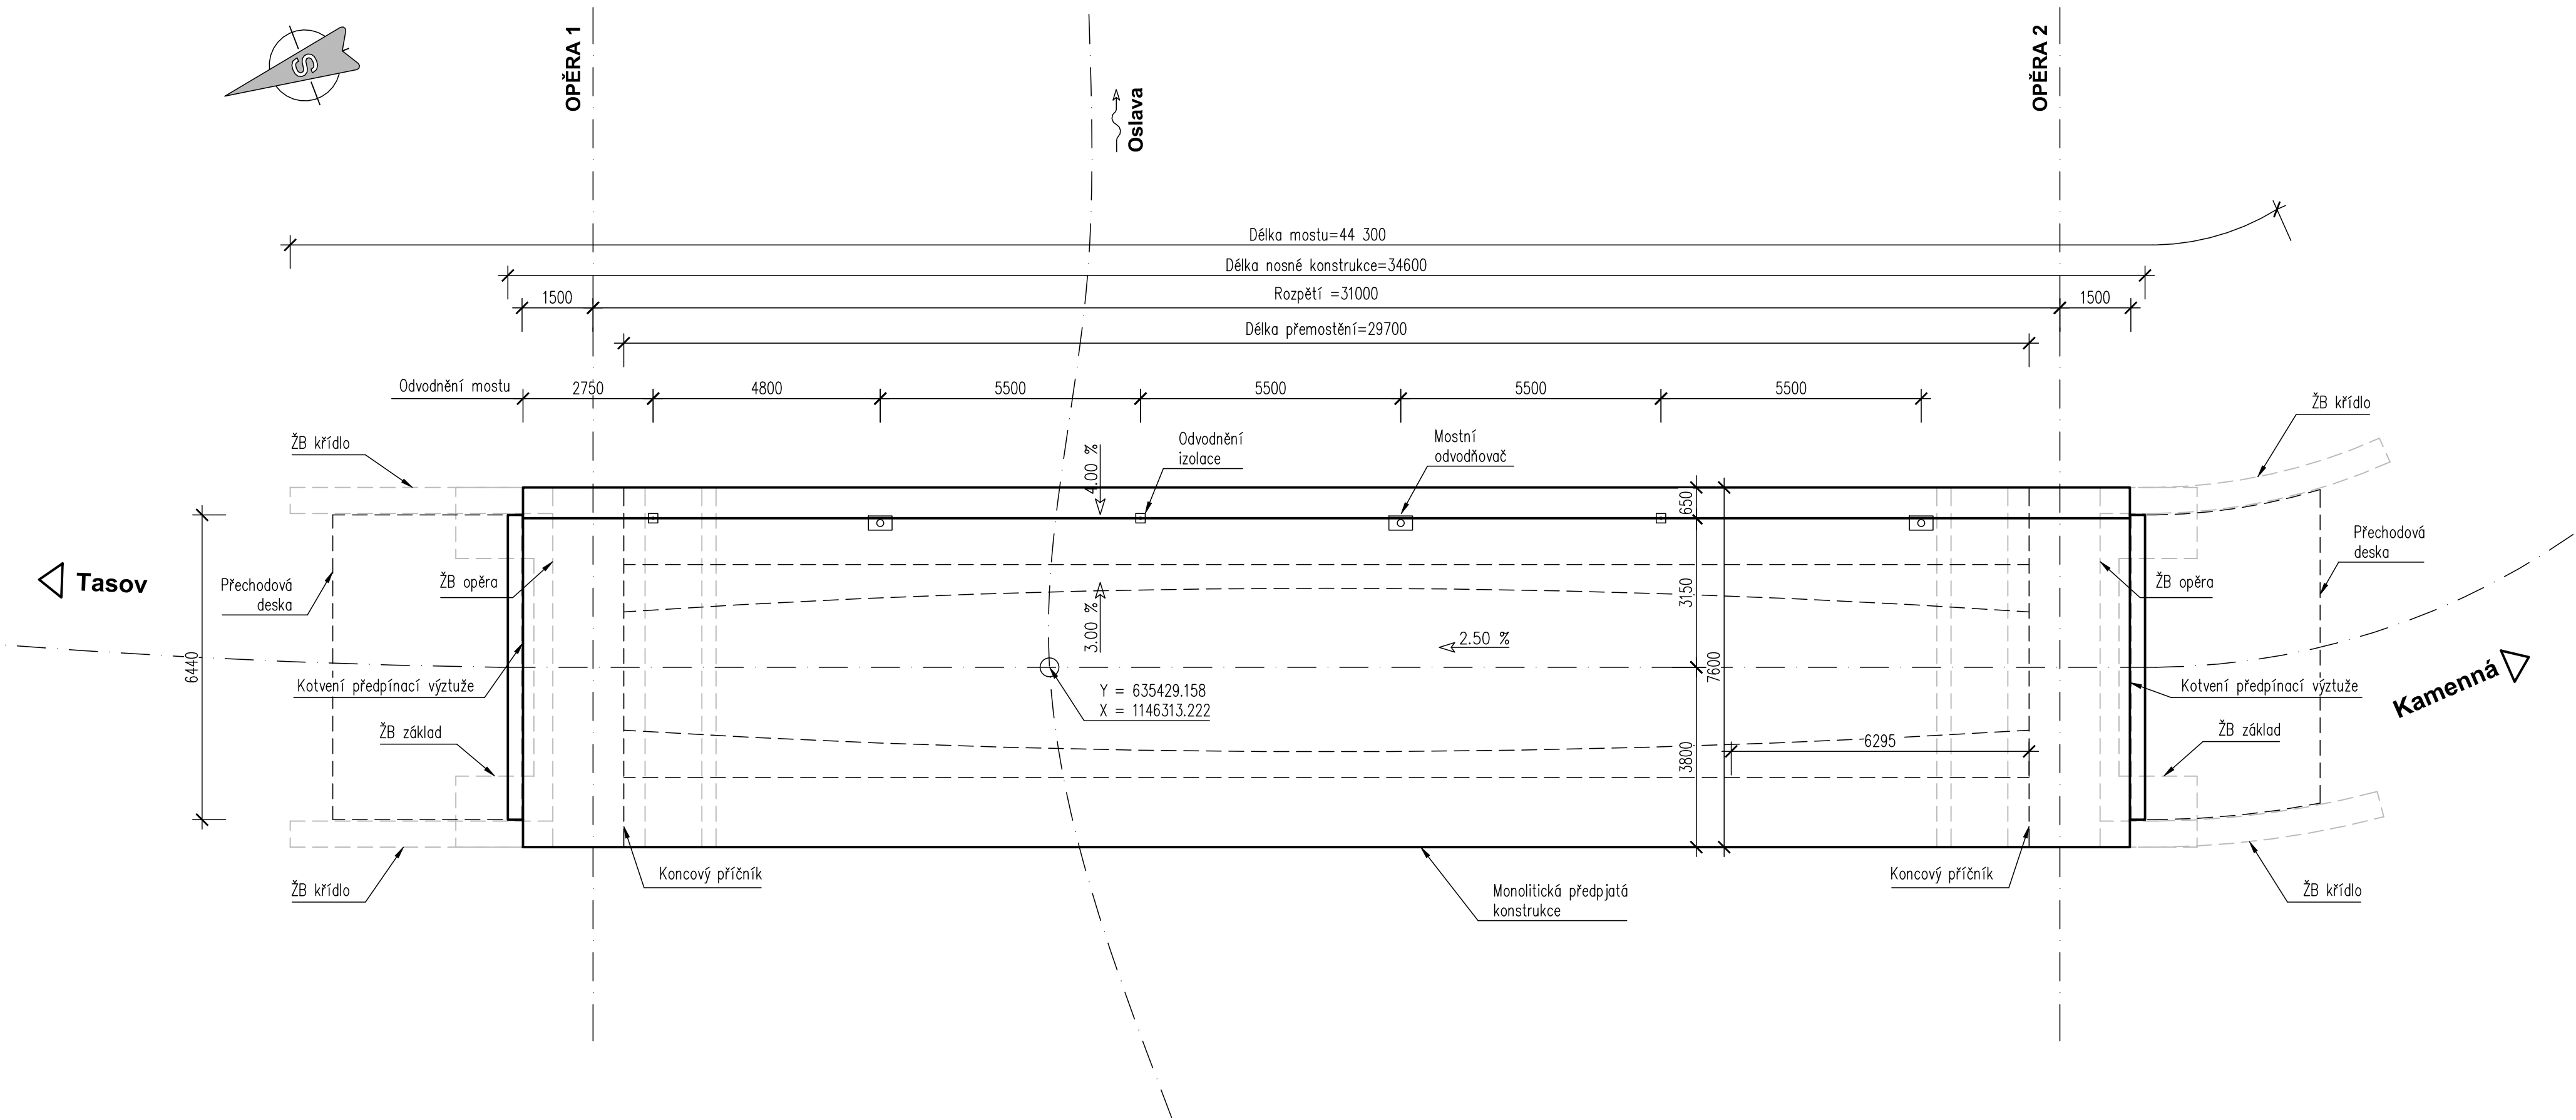 S
OPĚRA 1
Oslava
OPĚRA 2
Délka mostu=44 300
Délka nosné konstrukce=34600
1500
Rozpětí =31000
1500
Délka přemostění=29700
Odvodnění mostu
2750
4800
5500
5500
5500
5500
ŽB křídlo
ŽB křídlo
4.00 %
Odvodnění
izolace
Mostní
odvodňovač
650
Tasov
Přechodová
deska
ŽB opěra
3.00 %
3150
ŽB opěra
Přechodová
deska
2.50 %
6440
7600
Kotvení předpínací výztuže
Y = 635429.158
X = 1146313.222
Kotvení předpínací výztuže
Kamenná
ŽB základ
3800
6295
ŽB základ
Koncový příčník
Koncový příčník
ŽB křídlo
Monolitická předpjatá
konstrukce
ŽB křídlo